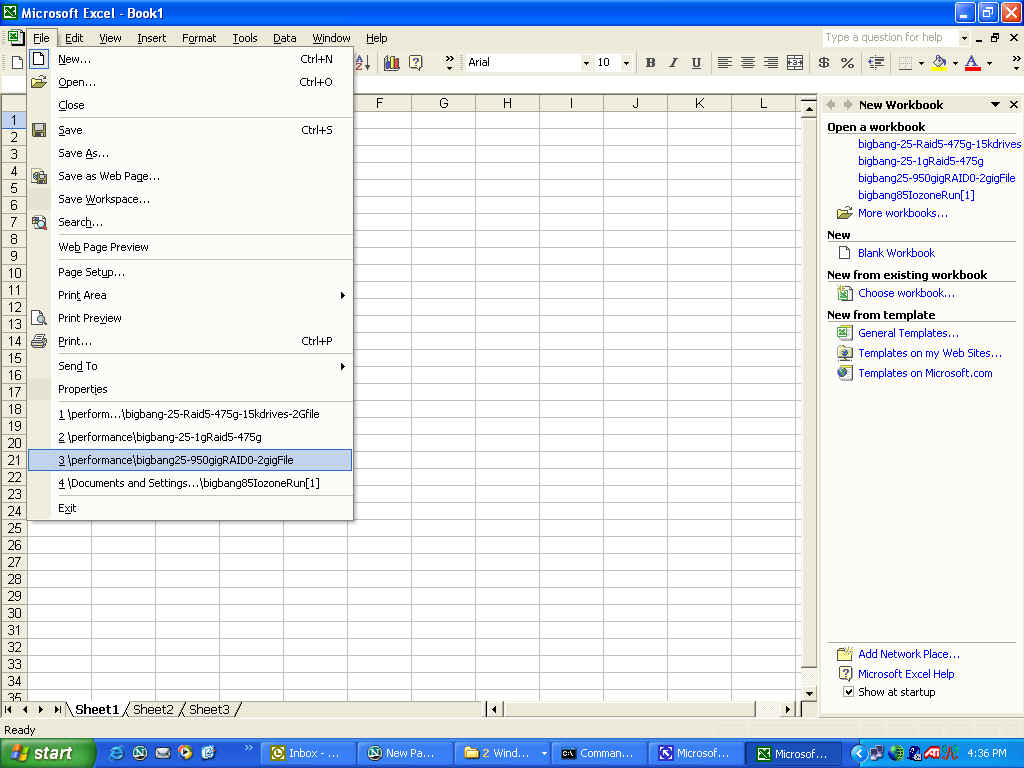 Microsoft Excel - Book1
File Edit View Insert Format Tools Data Window Help
Type a question for help
Arial 10 B I U $ %
New... Ctrl+N
Open... Ctrl+O
Close
Save Ctrl+S
Save As...
Save as Web Page...
Save Workspace...
Search...
Web Page Preview
Page Setup...
Print Area
Print Preview
Print... Ctrl+P
Send To
Properties
1 \perform...\bigbang-25-Raid5-475g-15kdrives-2Gfile
2 \performance\bigbang-25-1gRaid5-475g
3 \performance\bigbang25-950gigRAID0-2gigFile
4 \Documents and Settings...\bigbang85IozoneRun[1]
Exit
F G H I J K L
1
2
3
4
5
6
7
8
9
10
11
12
13
14
15
16
17
18
19
20
21
22
23
24
25
26
27
28
29
30
31
32
33
34
35
New Workbook
Open a workbook
bigbang-25-Raid5-475g-15kdrives
bigbang-25-1gRaid5-475g
bigbang25-950gigRAID0-2gigFile
bigbang85IozoneRun[1]
More workbooks...
New
Blank Workbook
New from existing workbook
Choose workbook...
New from template
General Templates...
Templates on my Web Sites...
Templates on Microsoft.com
Add Network Place...
Microsoft Excel Help
Show at startup
Sheet1 Sheet2 Sheet3
Ready
start Inbox - ... New Pa... 2 Wind... Comman... Microsof... Microsof... 4:36 PM